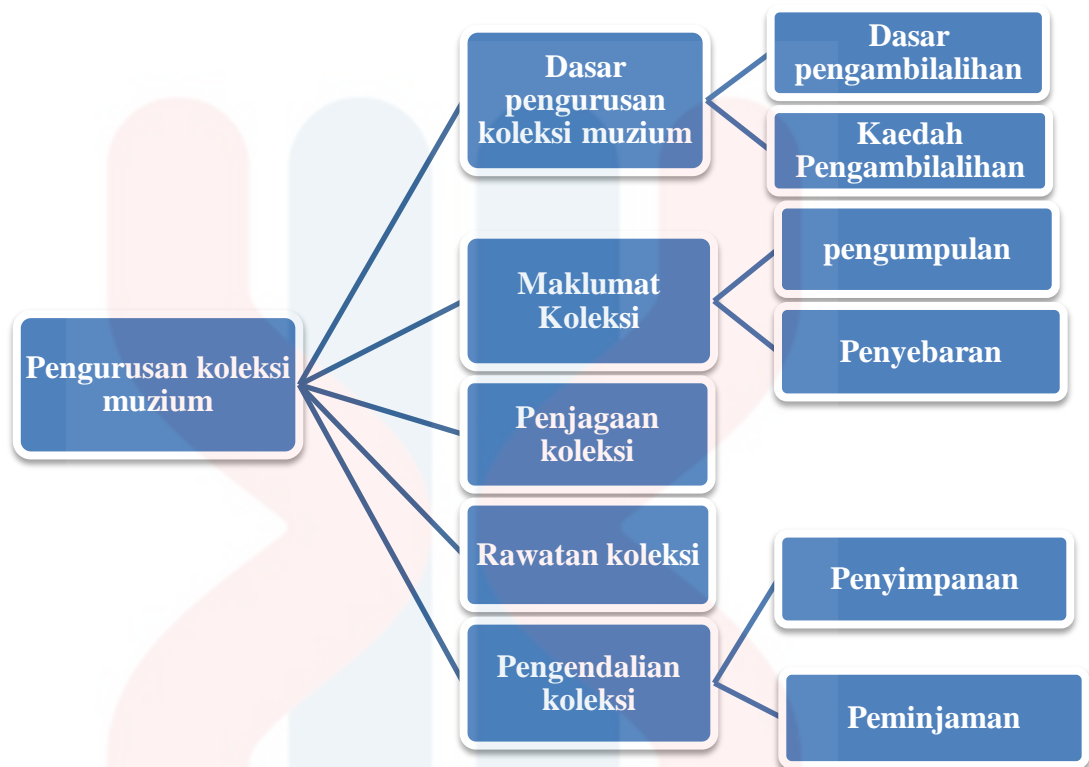 Pengurusan koleksi
muzium
Dasar
pengurusan
koleksi muzium
Dasar
pengambilalihan
Kaedah
Pengambilalihan
Maklumat
Koleksi
pengumpulan
Penyebaran
Penjagaan
koleksi
Rawatan koleksi
Pengendalian
koleksi
Penyimpanan
Peminjaman